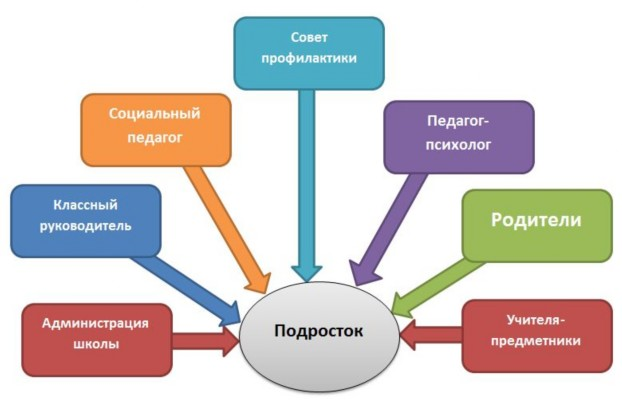 Совет
профилактики
Социальный
педагог
Педагог-
психолог
Классный
руководитель
Родители
Администрация
школы
Подросток
Учителя-
предметники